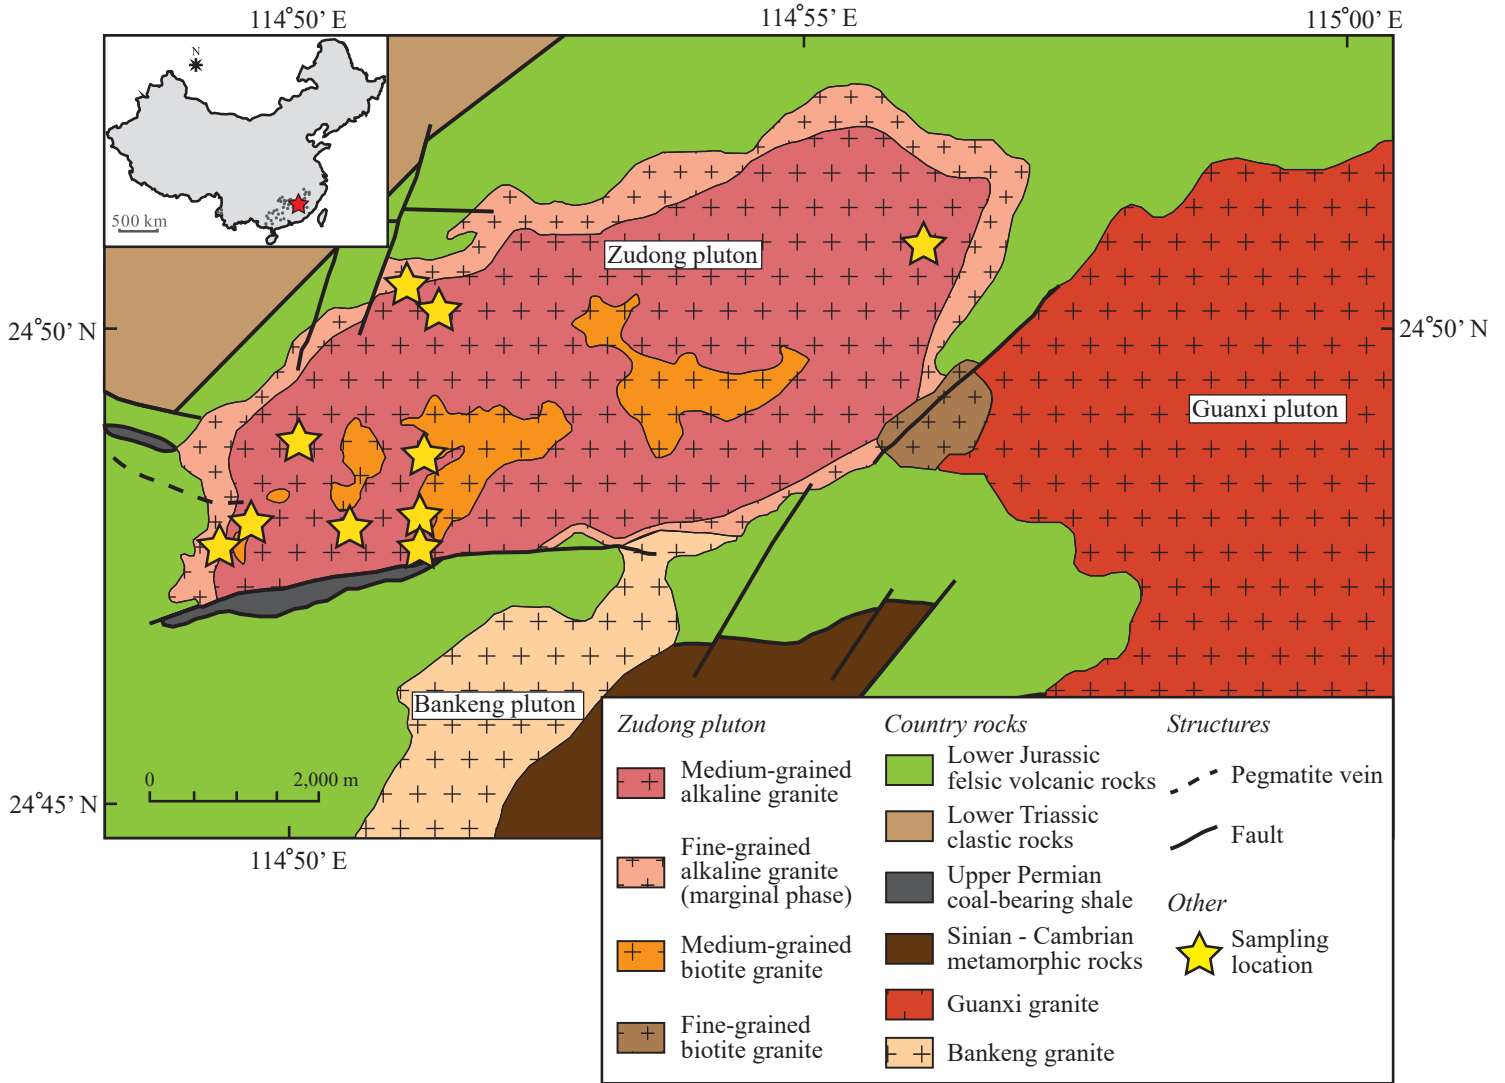 114°50' E
114°55' E
115°00' E
N
500 km
Zudong pluton
24°50' N
24°50' N
Guanxi pluton
Bankeng pluton
0
2,000 m
24°45' N
114°50' E
Zudong pluton
Medium-grained
alkaline granite
Fine-grained
alkaline granite
(marginal phase)
Medium-grained
biotite granite
Fine-grained
biotite granite
Country rocks
Lower Jurassic
felsic volcanic rocks
Lower Triassic
clastic rocks
Upper Permian
coal-bearing shale
Sinian - Cambrian
metamorphic rocks
Guanxi granite
Bankeng granite
Structures
Pegmatite vein
Fault
Other
Sampling
location